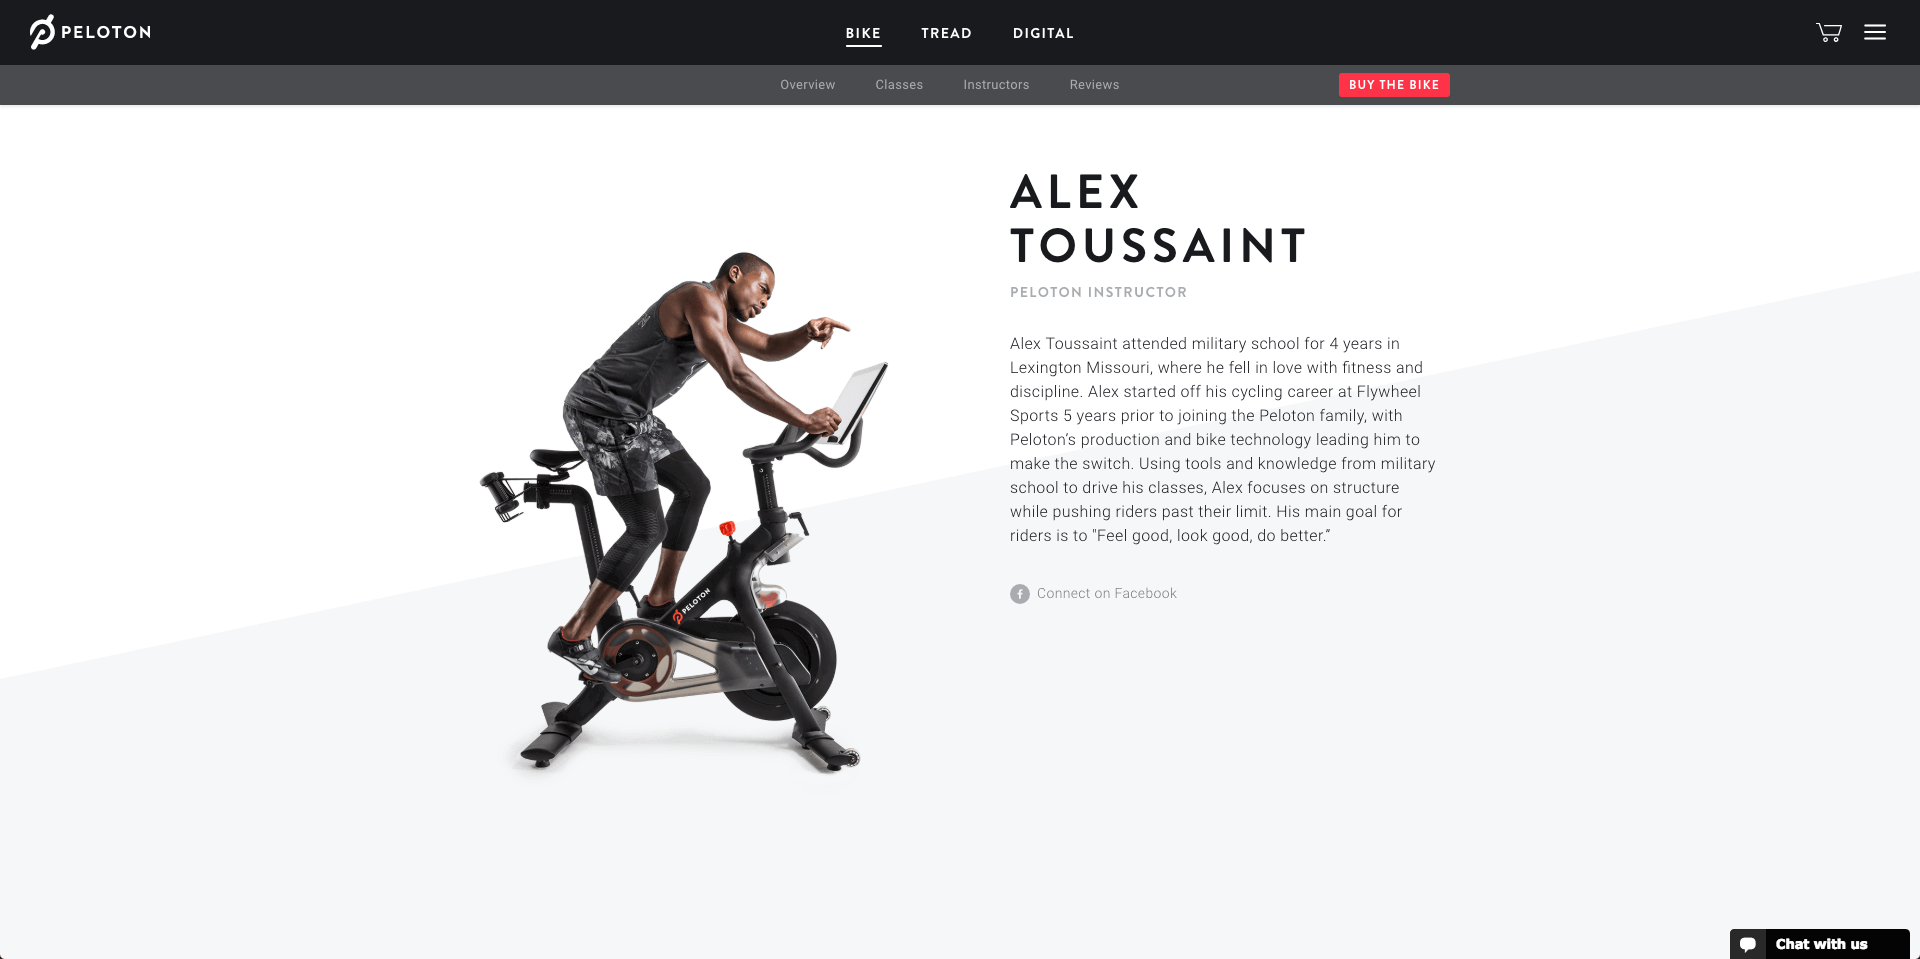 PELOTON
BIKE TREAD DIGITAL
Overview Classes Instructors Reviews
BUY THE BIKE
ALEX
TOUSSAINT
PELOTON INSTRUCTOR
Alex Toussaint attended military school for 4 years in
Lexington Missouri, where he fell in love with fitness and
discipline. Alex started off his cycling career at Flywheel
Sports 5 years prior to joining the Peloton family, with
Peloton's production and bike technology leading him to
make the switch. Using tools and knowledge from military
school to drive his classes, Alex focuses on structure
while pushing riders past their limit. His main goal for
riders is to "Feel good, look good, do better.”
Connect on Facebook
PELOTON
Chat with us